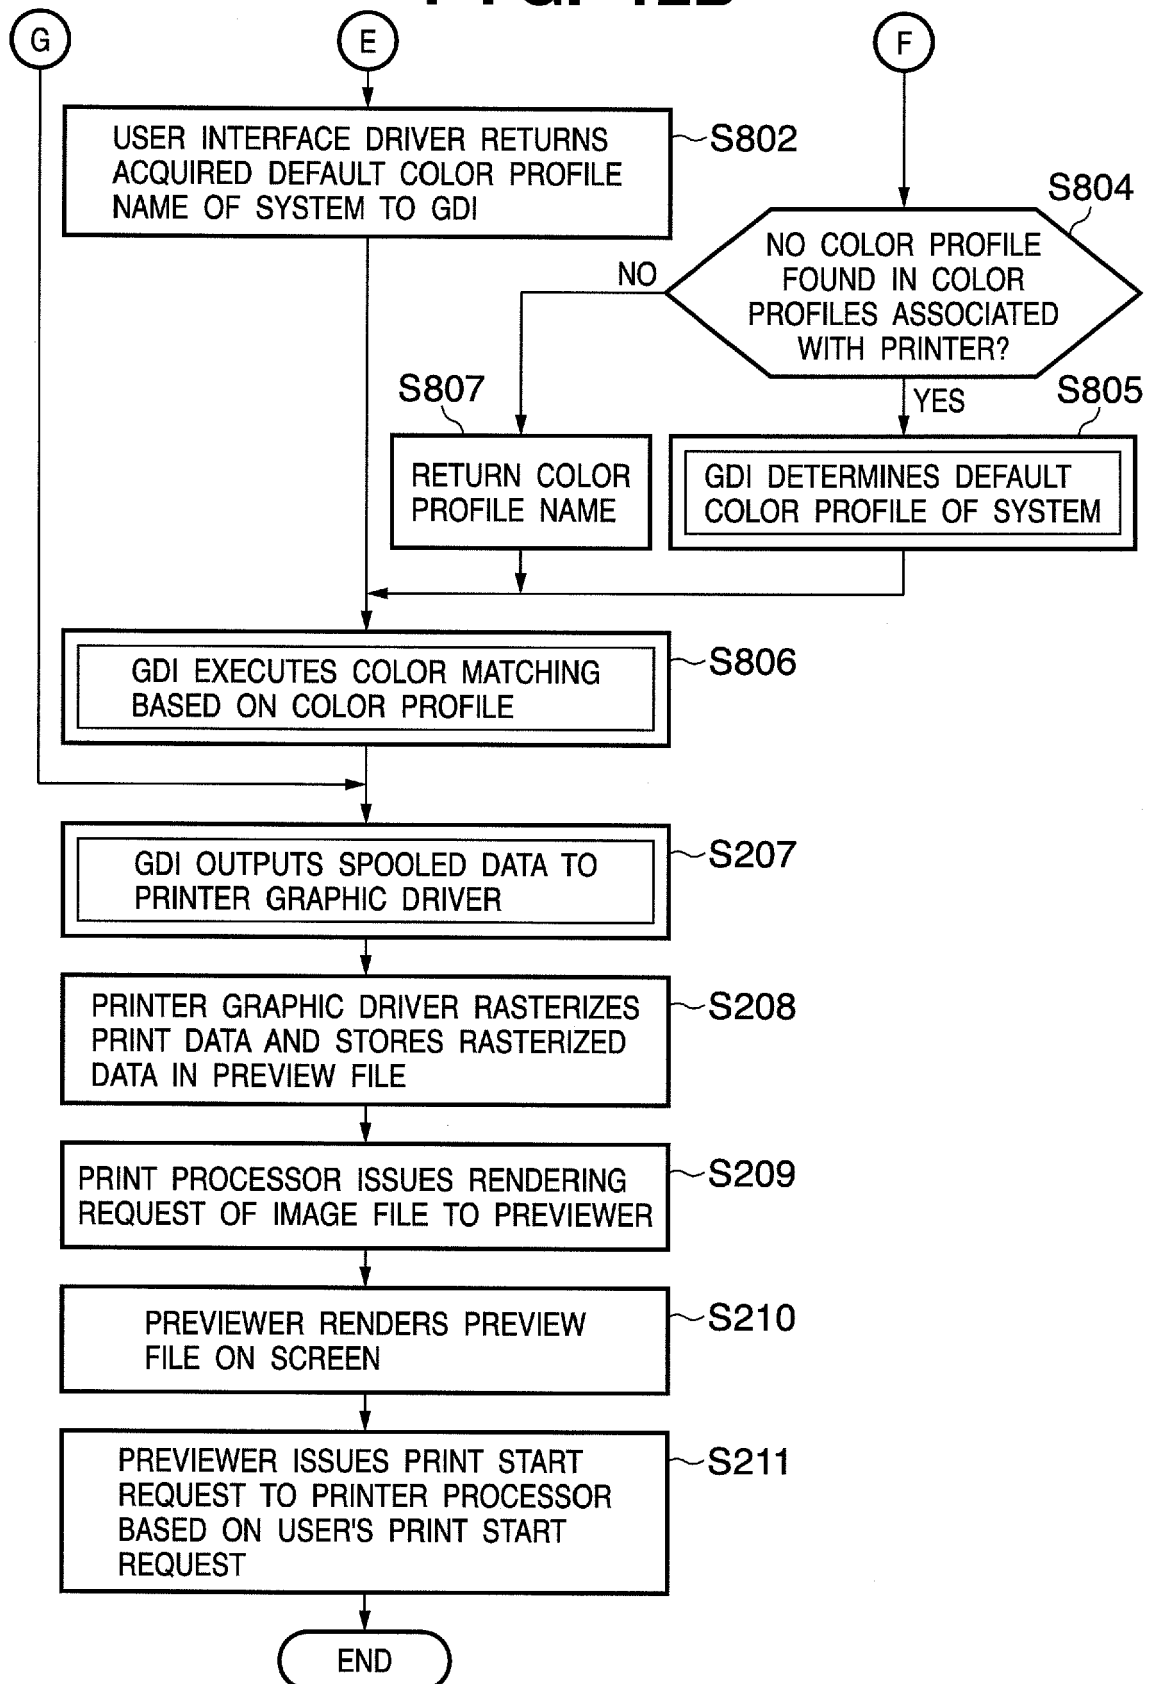 G
E
F
USER INTERFACE DRIVER RETURNS
ACQUIRED DEFAULT COLOR PROFILE
NAME OF SYSTEM TO GDI
S802
S804
NO COLOR PROFILE
FOUND IN COLOR
PROFILES ASSOCIATED
WITH PRINTER?
NO
YES
S807
RETURN COLOR
PROFILE NAME
S805
GDI DETERMINES DEFAULT
COLOR PROFILE OF SYSTEM
GDI EXECUTES COLOR MATCHING
BASED ON COLOR PROFILE
S806
GDI OUTPUTS SPOOLED DATA TO
PRINTER GRAPHIC DRIVER
S207
PRINTER GRAPHIC DRIVER RASTERIZES
PRINT DATA AND STORES RASTERIZED
DATA IN PREVIEW FILE
S208
PRINT PROCESSOR ISSUES RENDERING
REQUEST OF IMAGE FILE TO PREVIEWER
S209
PREVIEWER RENDERS PREVIEW
FILE ON SCREEN
S210
PREVIEWER ISSUES PRINT START
REQUEST TO PRINTER PROCESSOR
BASED ON USER'S PRINT START
REQUEST
S211
END